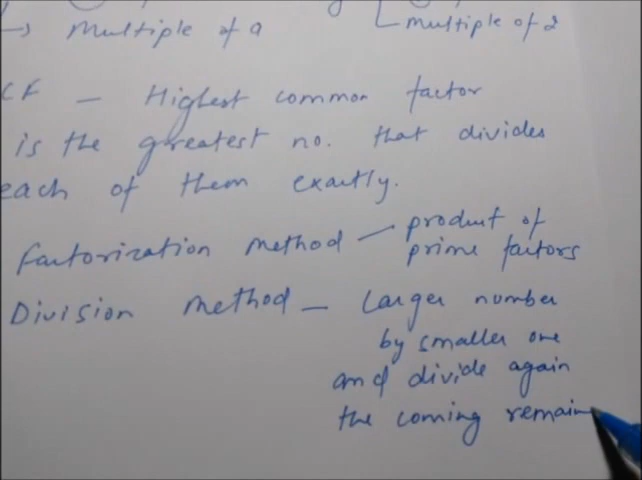 → Multiple of a
multiple of 2
CF - Highest common factor
is the greatest no. that divides
each of them exactly.
Factorization method - product of
prime factors
Division method - Larger number
by smaller one
and divide again
the coming remain